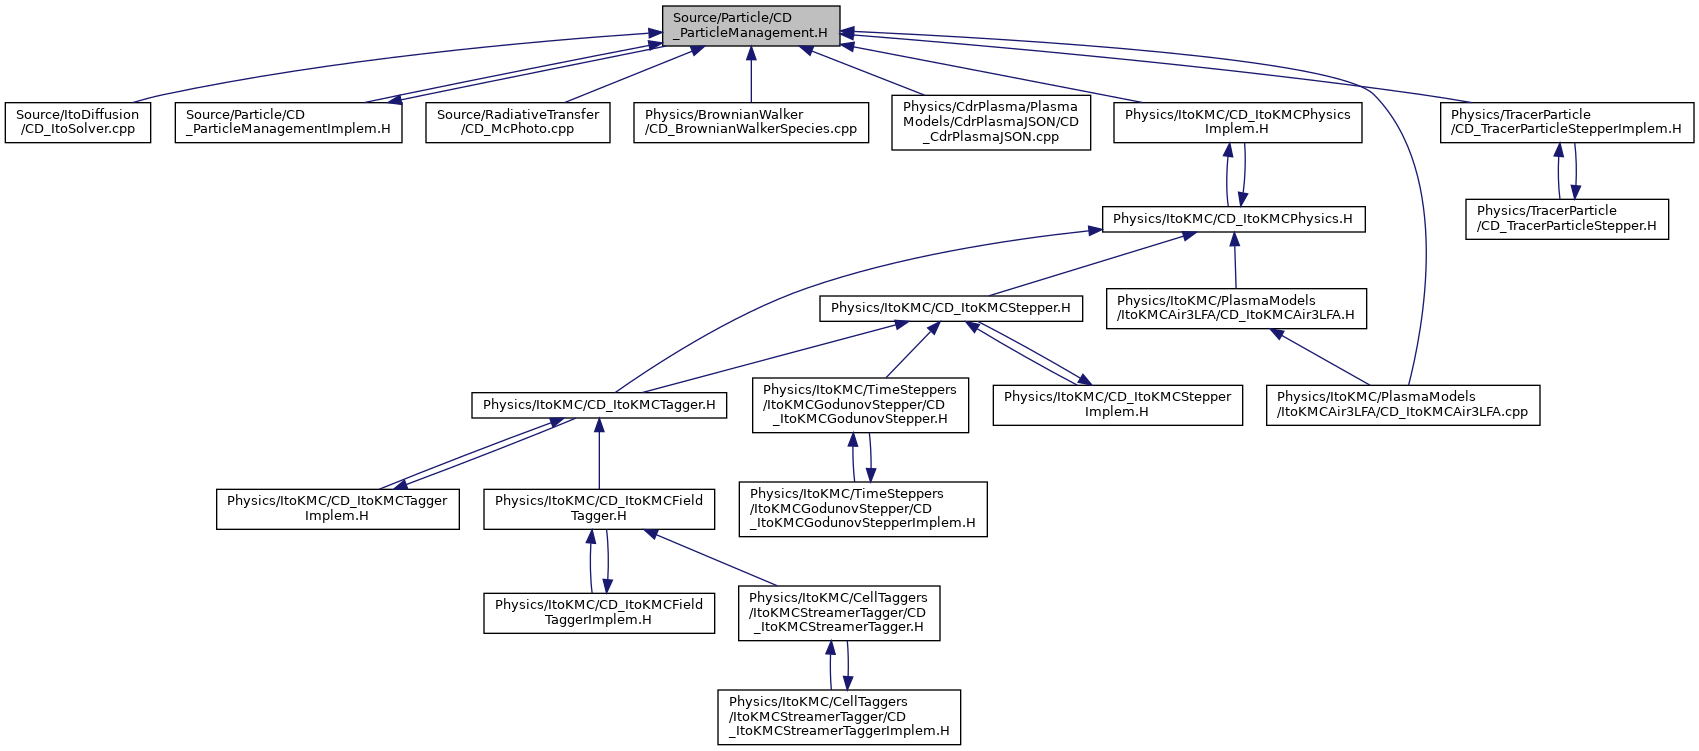 Source/Particle/CD
_ParticleManagement.H
Source/ItoDiffusion
/CD_ItoSolver.cpp
Source/Particle/CD
_ParticleManagementImplem.H
Source/RadiativeTransfer
/CD_McPhoto.cpp
Physics/BrownianWalker
/CD_BrownianWalkerSpecies.cpp
Physics/CdrPlasma/Plasma
Models/CdrPlasmaJSON/CD
_CdrPlasmaJSON.cpp
Physics/ItoKMC/CD_ItoKMCPhysics
Implem.H
Physics/TracerParticle
/CD_TracerParticleStepperImplem.H
Physics/ItoKMC/CD_ItoKMCPhysics.H
Physics/TracerParticle
/CD_TracerParticleStepper.H
Physics/ItoKMC/CD_ItoKMCStepper.H
Physics/ItoKMC/PlasmaModels
/ItoKMCAir3LFA/CD_ItoKMCAir3LFA.H
Physics/ItoKMC/CD_ItoKMCTagger.H
Physics/ItoKMC/TimeSteppers
/ItoKMCGodunovStepper/CD
_ItoKMCGodunovStepper.H
Physics/ItoKMC/CD_ItoKMCStepper
Implem.H
Physics/ItoKMC/PlasmaModels
/ItoKMCAir3LFA/CD_ItoKMCAir3LFA.cpp
Physics/ItoKMC/CD_ItoKMCTagger
Implem.H
Physics/ItoKMC/CD_ItoKMCField
Tagger.H
Physics/ItoKMC/TimeSteppers
/ItoKMCGodunovStepper/CD
_ItoKMCGodunovStepperImplem.H
Physics/ItoKMC/CD_ItoKMCField
TaggerImplem.H
Physics/ItoKMC/CellTaggers
/ItoKMCStreamerTagger/CD
_ItoKMCStreamerTagger.H
Physics/ItoKMC/CellTaggers
/ItoKMCStreamerTagger/CD
_ItoKMCStreamerTaggerImplem.H